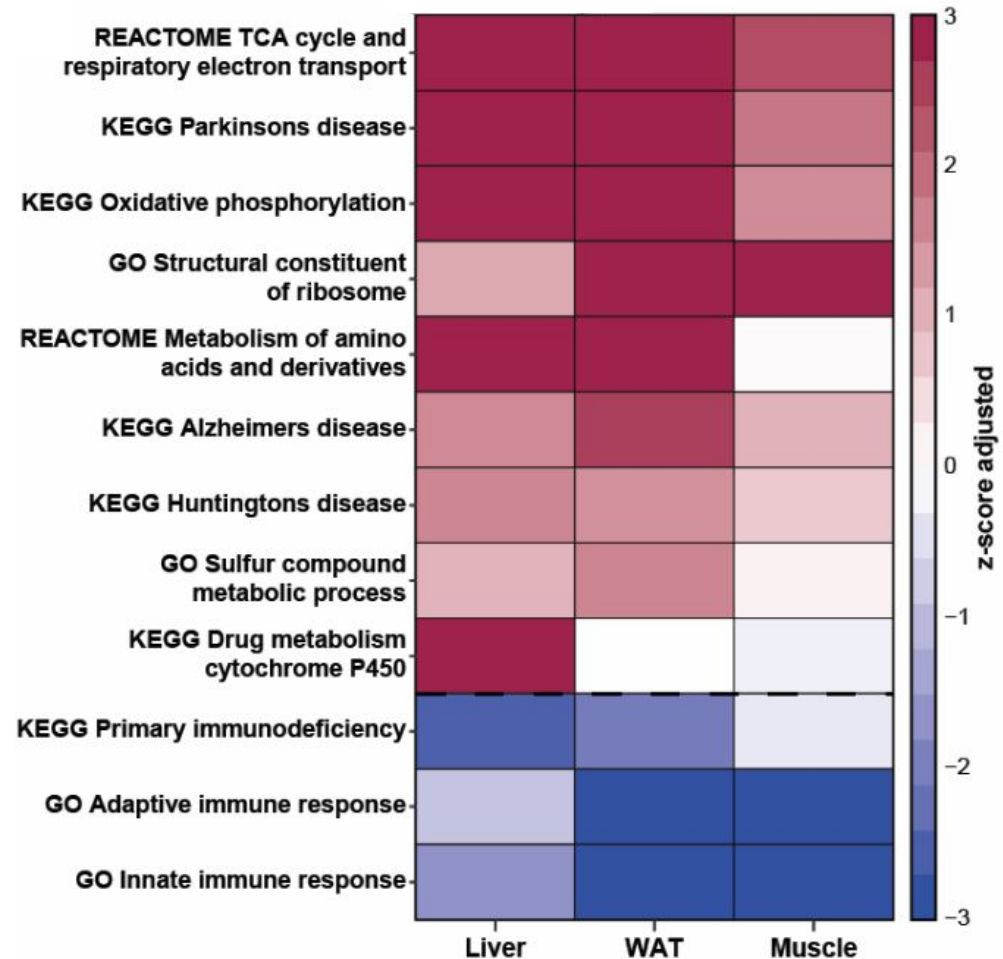 REACTOME TCA cycle and
respiratory electron transport
KEGG Parkinsons disease
KEGG Oxidative phosphorylation
GO Structural constituent
of ribosome
REACTOME Metabolism of amino
acids and derivatives
KEGG Alzheimers disease
KEGG Huntingtons disease
GO Sulfur compound
metabolic process
KEGG Drug metabolism
cytochrome P450
KEGG Primary immunodeficiency
GO Adaptive immune response
GO Innate immune response
Liver WAT Muscle
3
2
1
0
−1
−2
−3
z-score adjusted